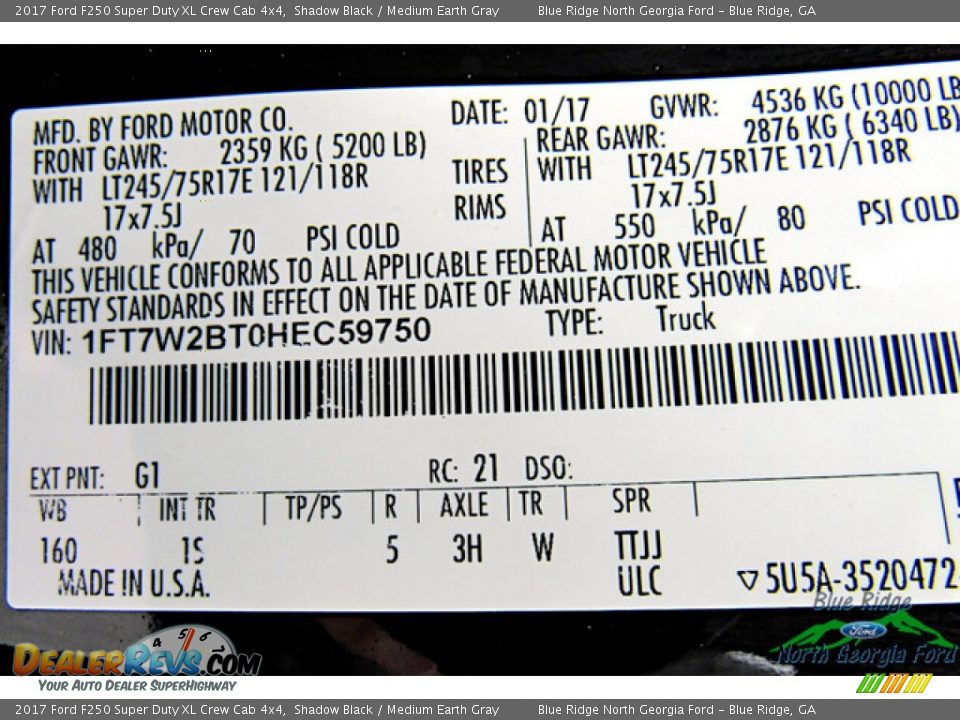 2017 Ford F250 Super Duty XL Crew Cab 4x4, Shadow Black / Medium Earth Gray Blue Ridge North Georgia Ford - Blue Ridge, GA
MFD. BY FORD MOTOR CO. DATE: 01/17 GVWR: 4536 KG (10000 LB
FRONT GAWR: 2359 KG ( 5200 LB) REAR GAWR: 2876 KG ( 6340 LB)
WITH LT245/75R17E 121/118R TIRES WITH LT245/75R17E 121/118R
17x7.5J RIMS 17x7.5J
AT 480 kPa/ 70 PSI COLD AT 550 kPa/ 80 PSI COLD
THIS VEHICLE CONFORMS TO ALL APPLICABLE FEDERAL MOTOR VEHICLE
SAFETY STANDARDS IN EFFECT ON THE DATE OF MANUFACTURE SHOWN ABOVE.
VIN: 1FT7W2BT0HEC59750 TYPE: Truck
EXT PNT: G1 RC: 21 DSO:
WB INT TR TP/PS R AXLE TR SPR
160 1S 5 3H W TTJJ
MADE IN U.S.A. ULC ▽5U5A-3520472
Blue Ridge
Ford
North Georgia Ford
4 5 6
DEALERREVS.COM
YOUR AUTO DEALER SUPERHIGHWAY
2017 Ford F250 Super Duty XL Crew Cab 4x4, Shadow Black / Medium Earth Gray Blue Ridge North Georgia Ford - Blue Ridge, GA